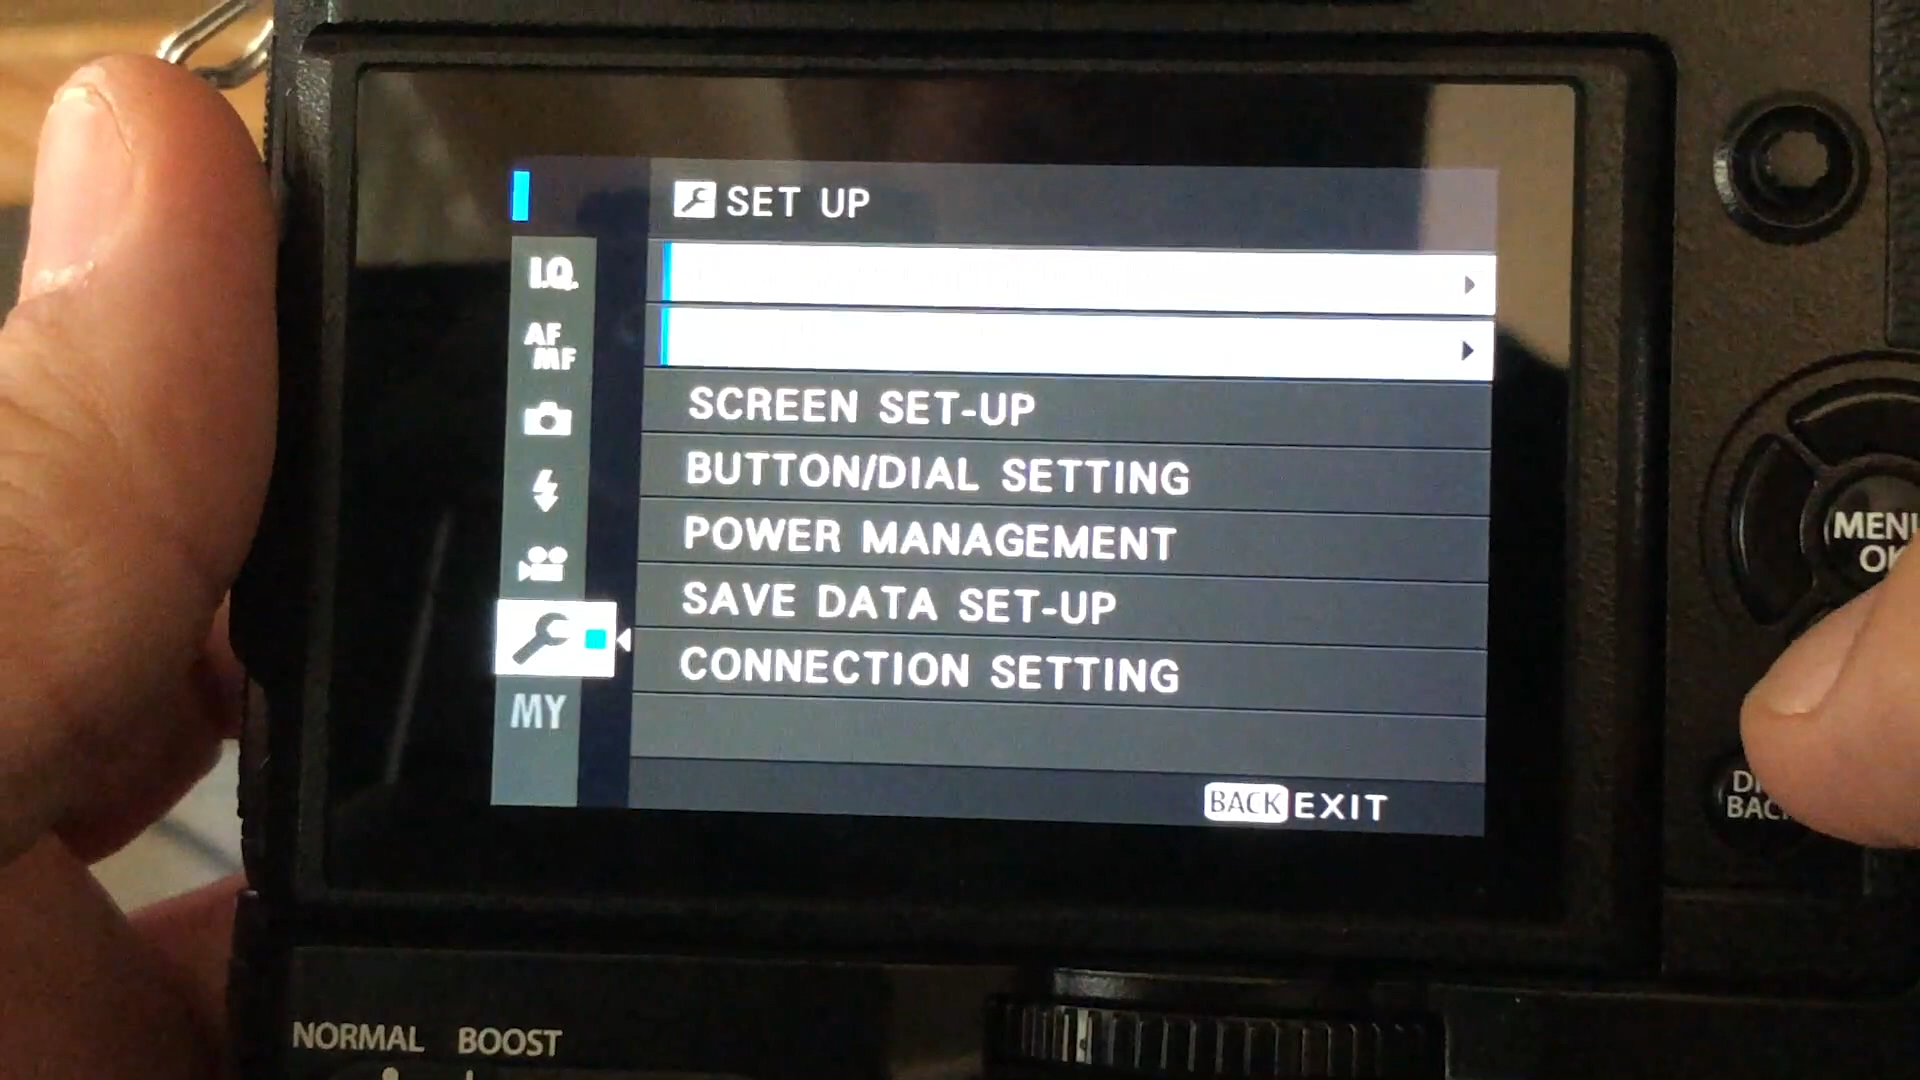 SET UP
I.Q.
AF
MF
SCREEN SET-UP
BUTTON/DIAL SETTING
POWER MANAGEMENT
SAVE DATA SET-UP
CONNECTION SETTING
MY
BACK EXIT
MENU
OK
BACK
NORMAL BOOST